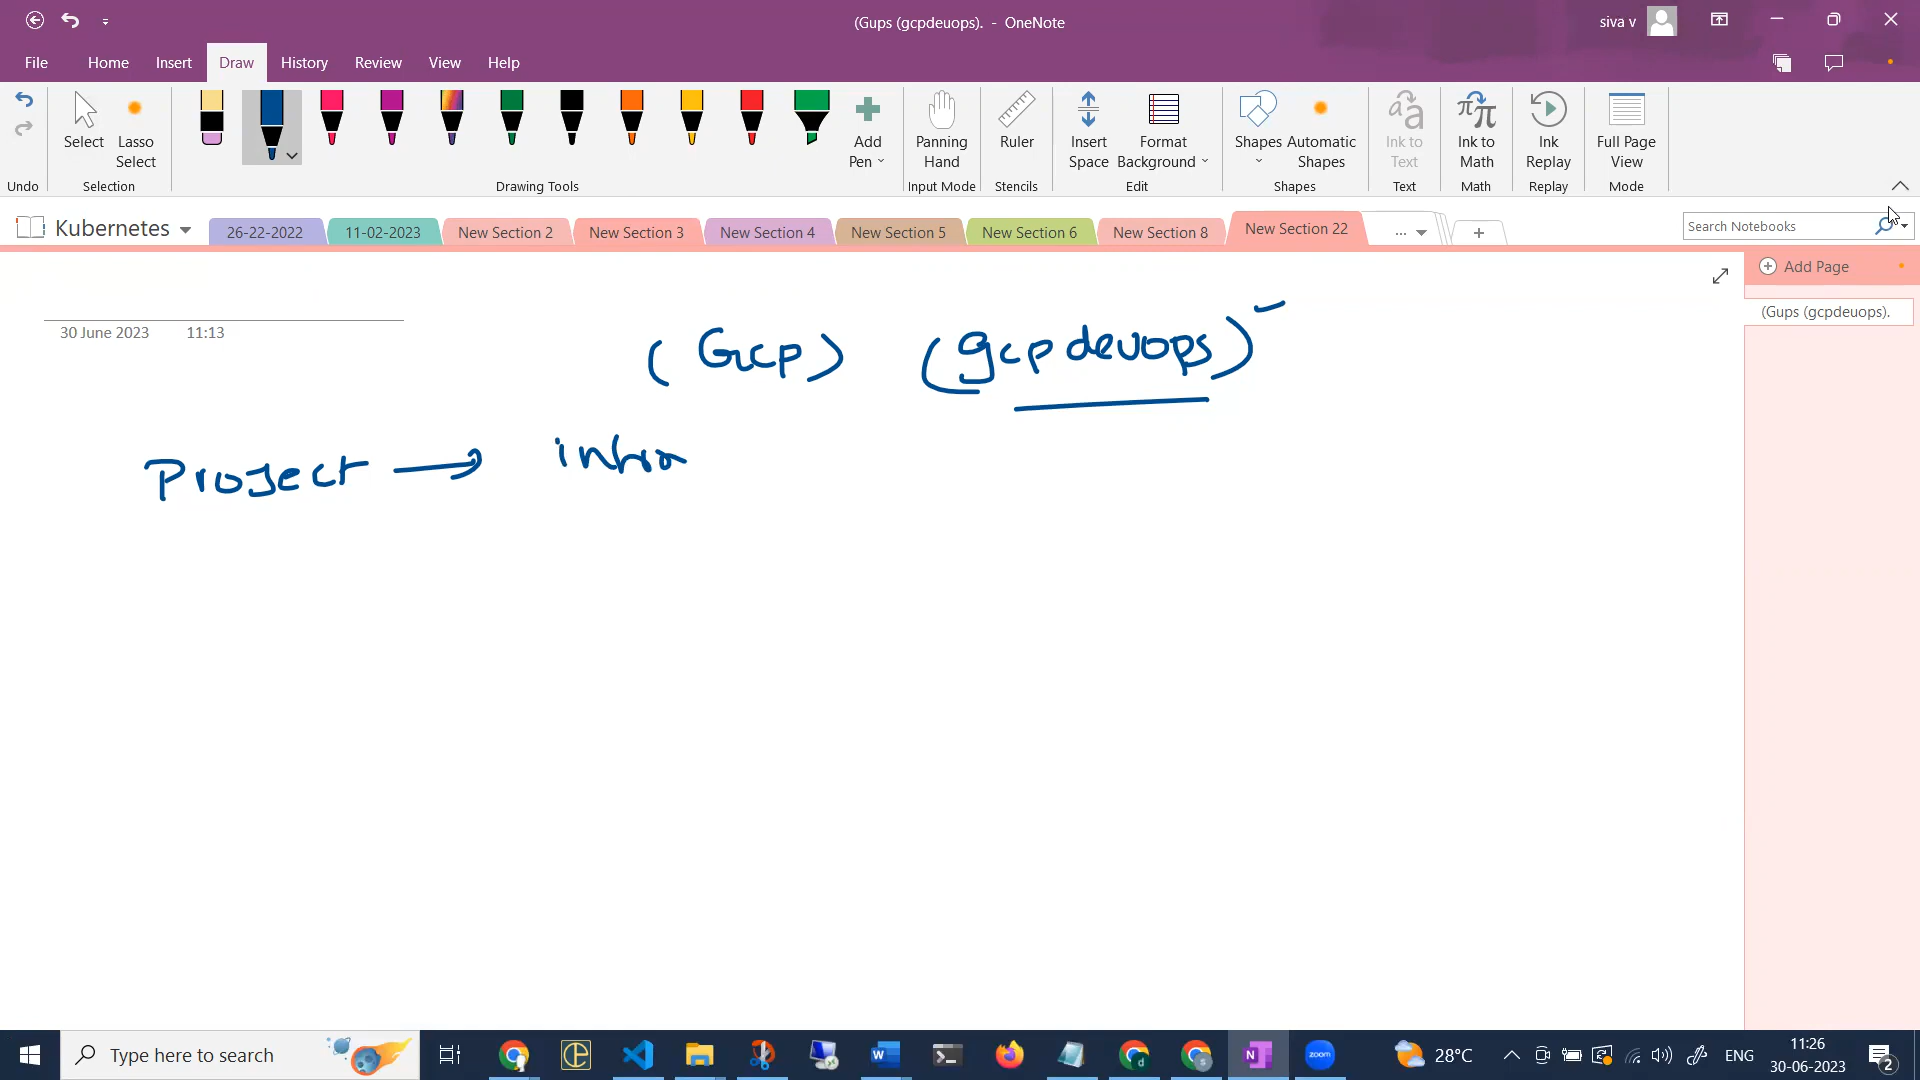 (Gups (gcpdeuops). - OneNote
siva v
File Home Insert Draw History Review View Help
Undo
Select
Lasso Select
Selection
Drawing Tools
Add Pen
Panning Hand
Input Mode
Ruler
Stencils
Insert Space
Format Background
Edit
Shapes
Automatic Shapes
Shapes
Ink to Text
Text
Ink to Math
Math
Ink Replay
Replay
Full Page View
Mode
Kubernetes 26-22-2022 11-02-2023 New Section 2 New Section 3 New Section 4 New Section 5 New Section 6 New Section 8 New Section 22 ... +
Search Notebooks
Add Page
(Gups (gcpdeuops).
30 June 2023 11:13
(Gcp) (gcpdevops)
Project → infra
Type here to search
zoom
28°C
ENG
11:26
30-06-2023
2